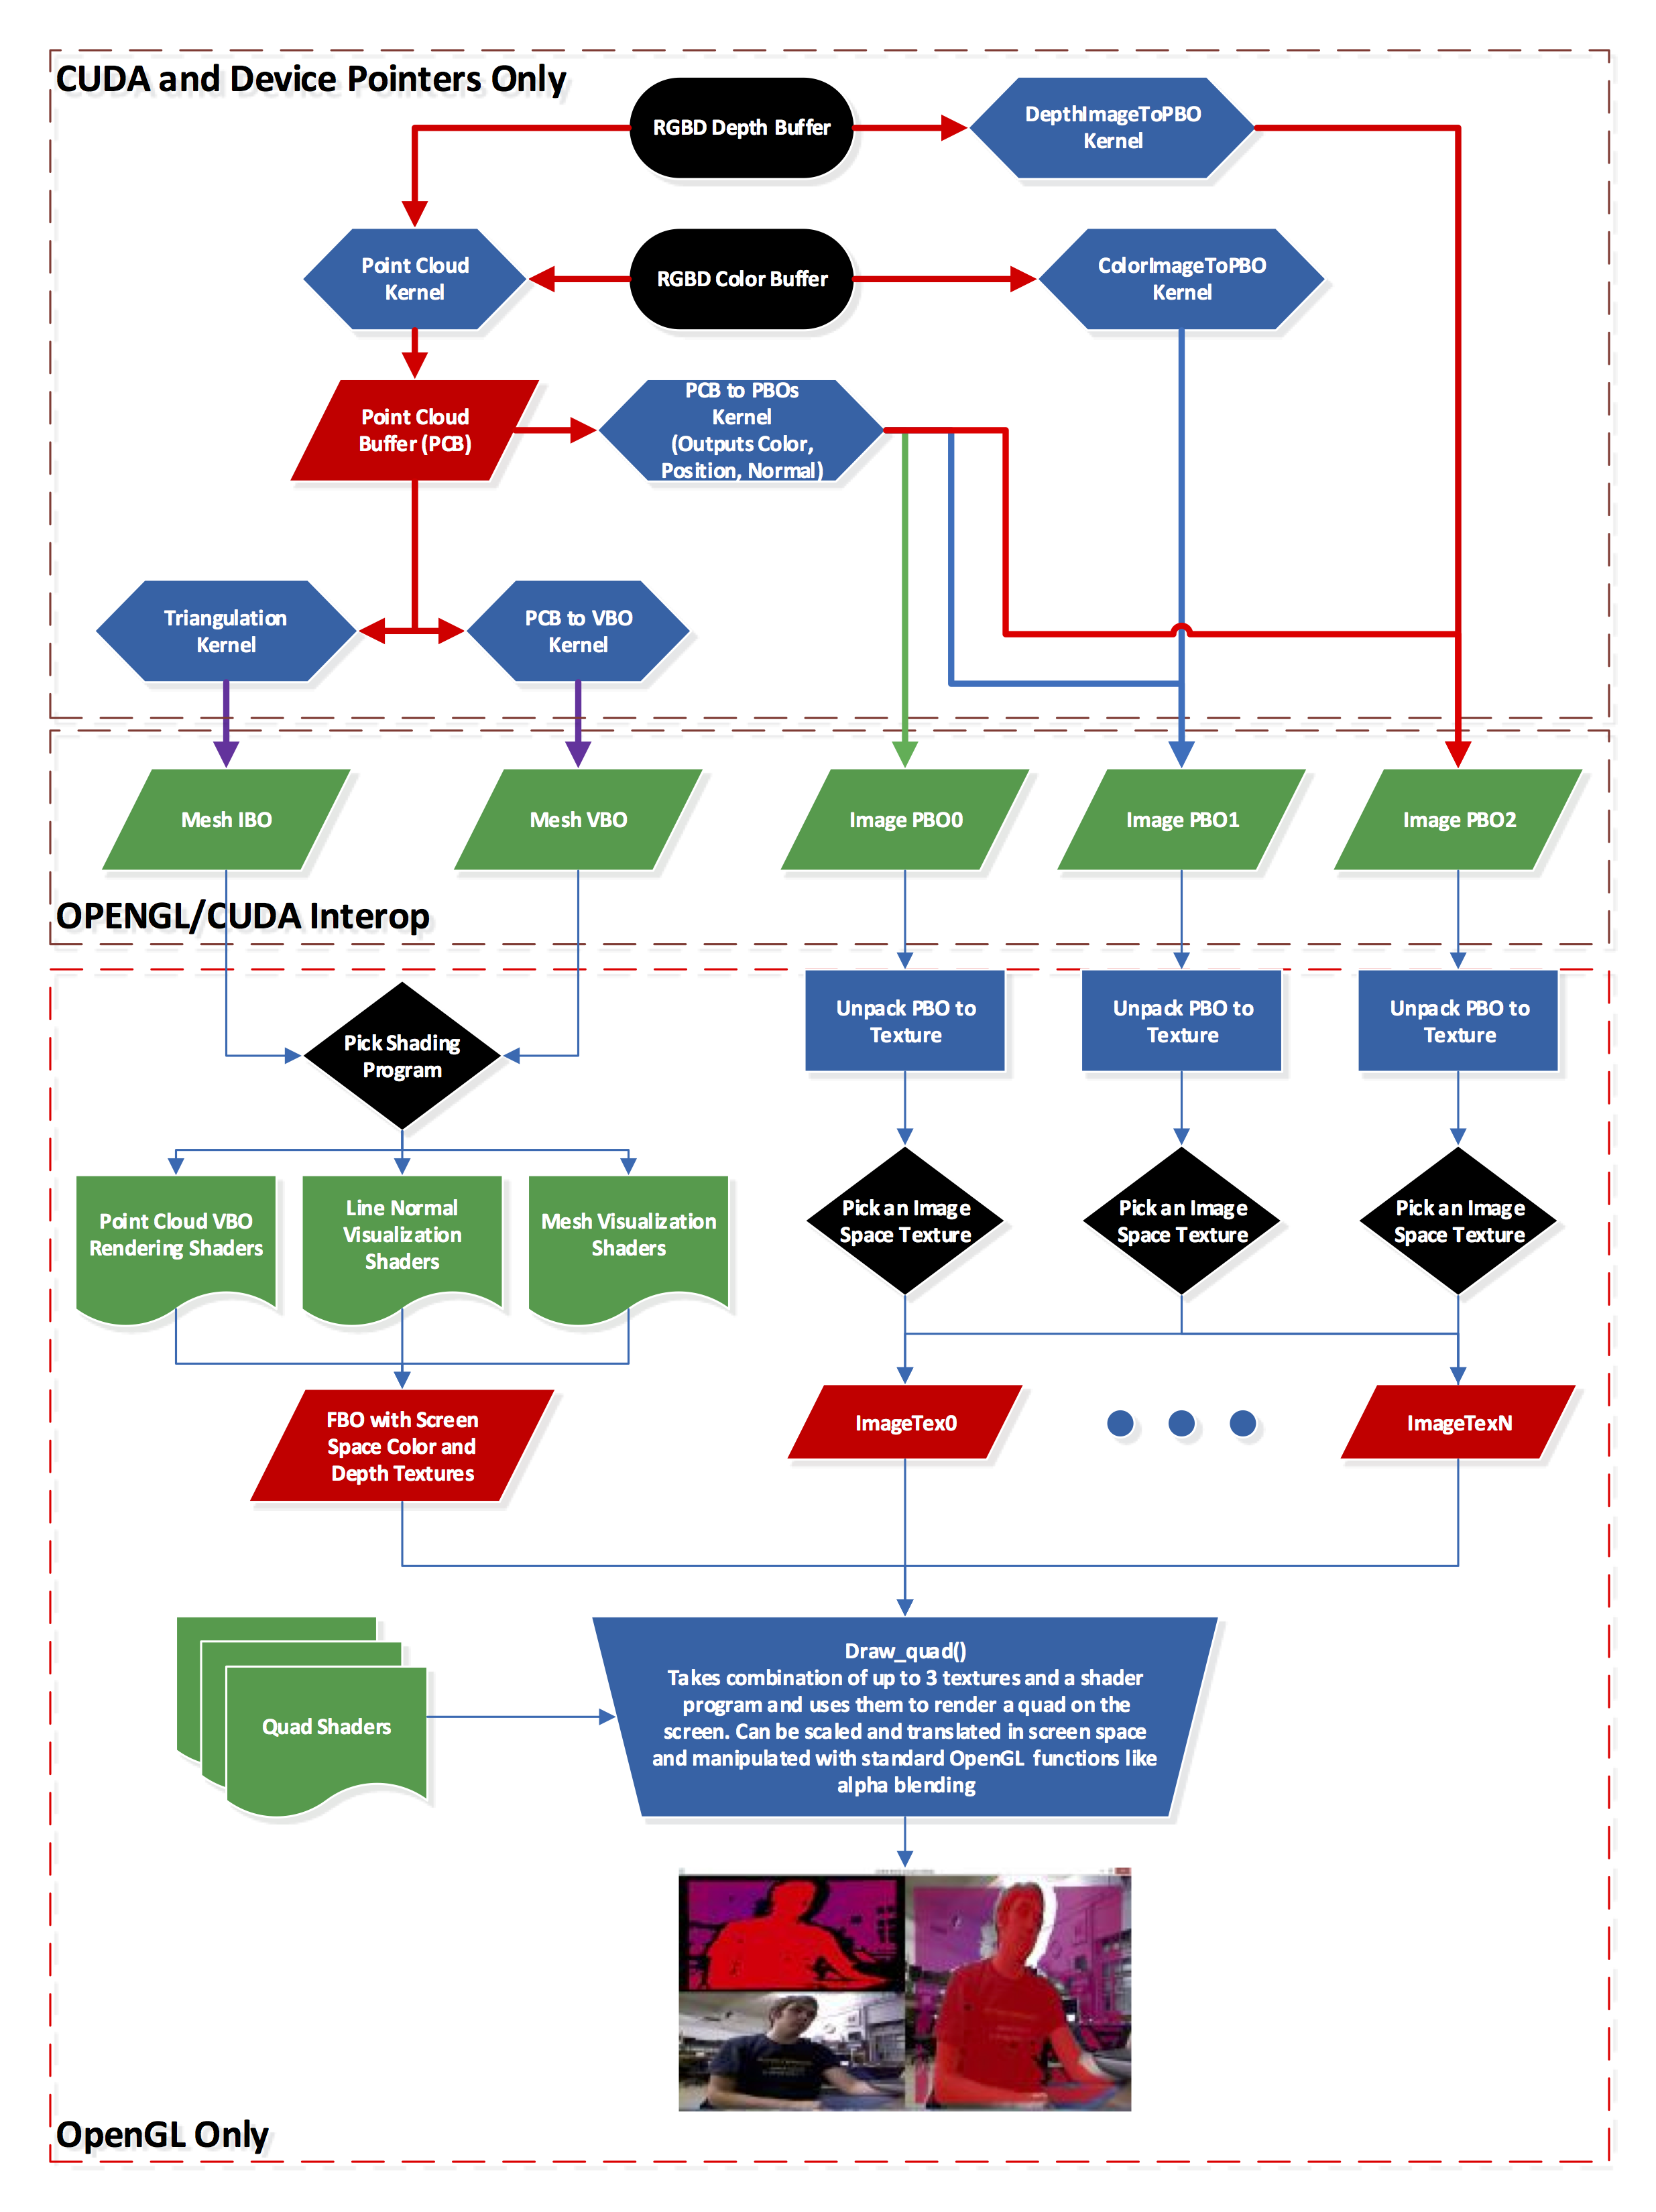 CUDA and Device Pointers Only
RGBD Depth Buffer
DepthImageToPBO
Kernel
Point Cloud
Kernel
RGBD Color Buffer
ColorImageToPBO
Kernel
Point Cloud
Buffer (PCB)
PCB to PBOs
Kernel
(Outputs Color,
Position, Normal)
Triangulation
Kernel
PCB to VBO
Kernel
Mesh IBO
Mesh VBO
Image PBO0
Image PBO1
Image PBO2
OPENGL/CUDA Interop
Pick Shading
Program
Unpack PBO to
Texture
Unpack PBO to
Texture
Unpack PBO to
Texture
Point Cloud VBO
Rendering Shaders
Line Normal
Visualization
Shaders
Mesh Visualization
Shaders
Pick an Image
Space Texture
Pick an Image
Space Texture
Pick an Image
Space Texture
FBO with Screen
Space Color and
Depth Textures
ImageTex0
ImageTexN
Quad Shaders
Draw_quad()
Takes combination of up to 3 textures and a shader
program and uses them to render a quad on the
screen. Can be scaled and translated in screen space
and manipulated with standard OpenGL functions like
alpha blending
OpenGL Only